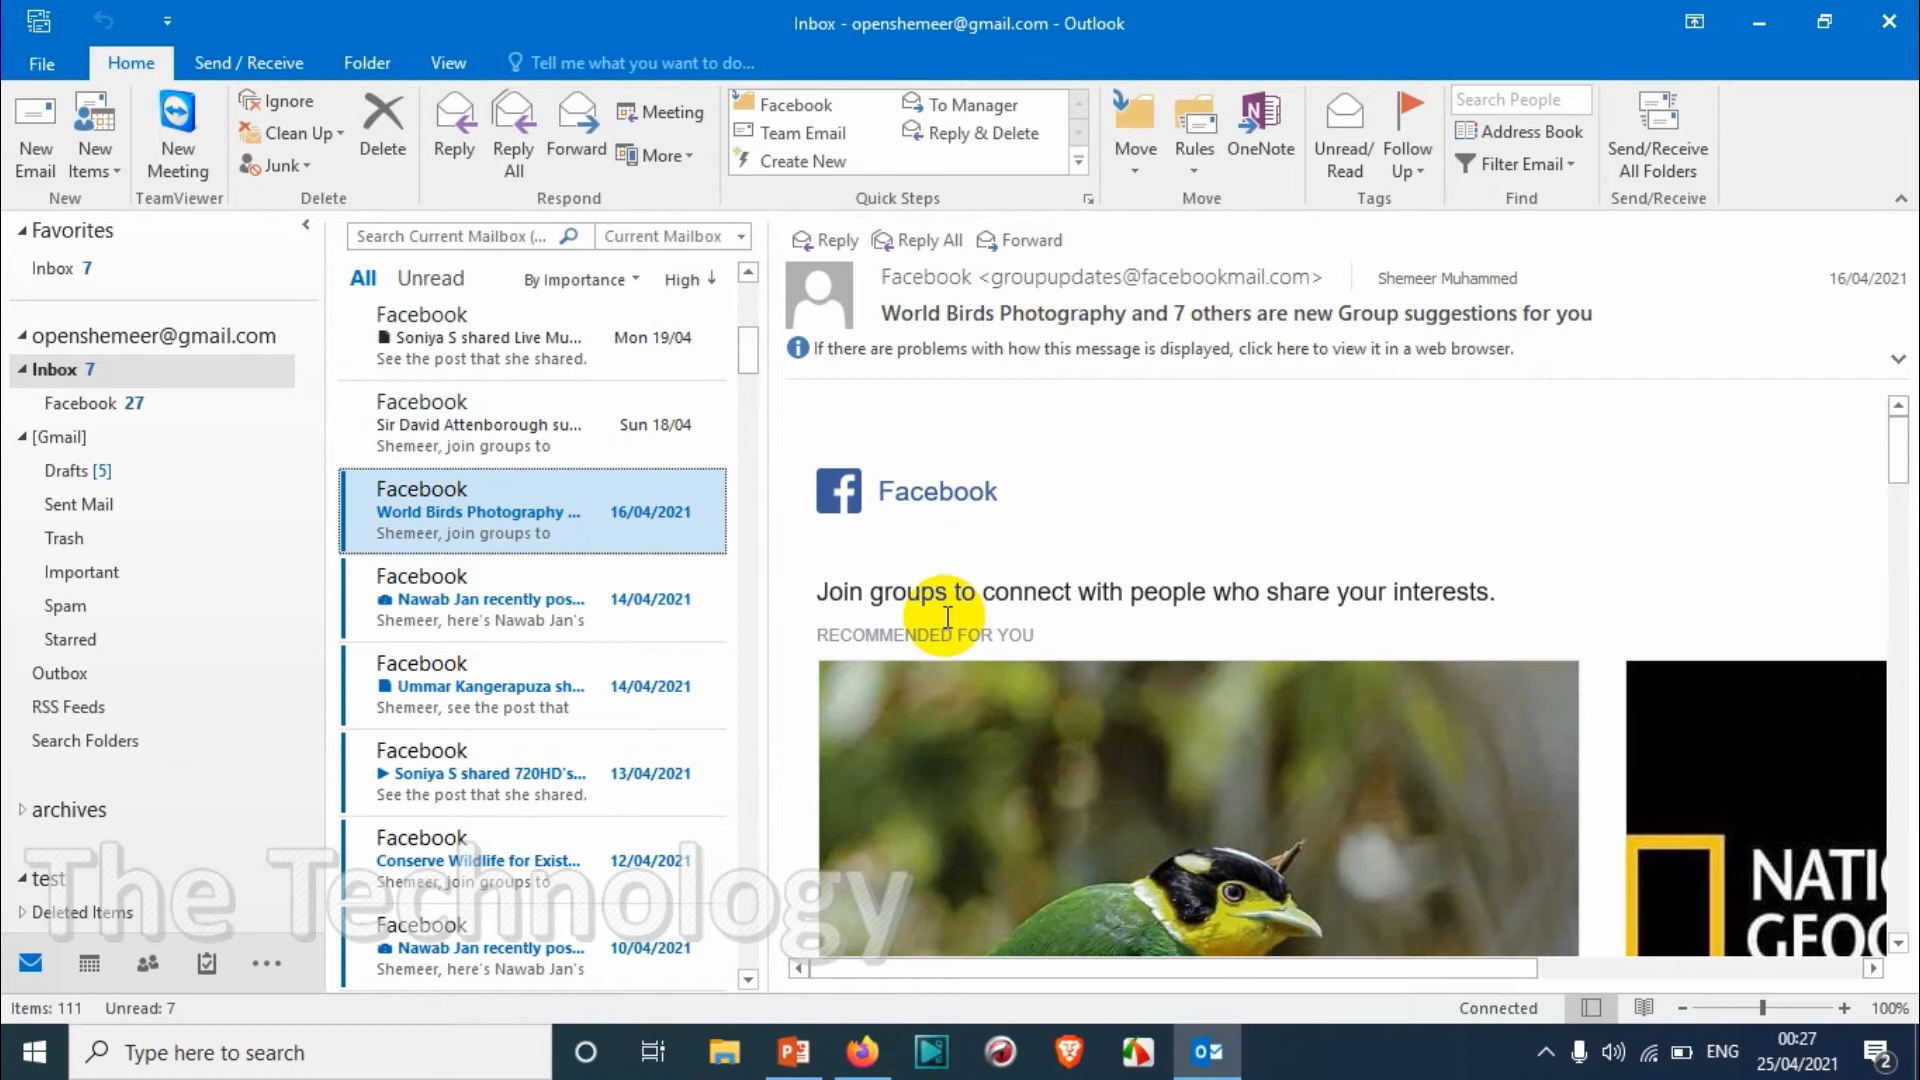 Inbox - openshemeer@gmail.com - Outlook
File Home Send / Receive Folder View Tell me what you want to do...
New Email
New Items
New
New Meeting
TeamViewer
Ignore
Clean Up
Junk
Delete
Delete
Reply
Reply All
Forward
Meeting
More
Respond
Facebook
Team Email
Create New
To Manager
Reply & Delete
Quick Steps
Move
Rules
OneNote
Move
Unread/ Read
Follow Up
Tags
Search People
Address Book
Filter Email
Find
Send/Receive All Folders
Send/Receive
Favorites
Inbox 7
openshemeer@gmail.com
Inbox 7
Facebook 27
[Gmail]
Drafts [5]
Sent Mail
Trash
Important
Spam
Starred
Outbox
RSS Feeds
Search Folders
archives
test
Deleted Items
Search Current Mailbox (... Current Mailbox
All Unread By Importance High
Facebook
Soniya S shared Live Mu... Mon 19/04
See the post that she shared.
Facebook
Sir David Attenborough su... Sun 18/04
Shemeer, join groups to
Facebook
World Birds Photography ... 16/04/2021
Shemeer, join groups to
Facebook
Nawab Jan recently pos... 14/04/2021
Shemeer, here's Nawab Jan's
Facebook
Ummar Kangerapuza sh... 14/04/2021
Shemeer, see the post that
Facebook
Soniya S shared 720HD's... 13/04/2021
See the post that she shared.
Facebook
Conserve Wildlife for Exist... 12/04/2021
Shemeer, join groups to
Facebook
Nawab Jan recently pos... 10/04/2021
Shemeer, here's Nawab Jan's
Reply Reply All Forward
Facebook <groupupdates@facebookmail.com> Shemeer Muhammed 16/04/2021
World Birds Photography and 7 others are new Group suggestions for you
If there are problems with how this message is displayed, click here to view it in a web browser.
Facebook
Join groups to connect with people who share your interests.
RECOMMENDED FOR YOU
NATI
GEOG
The Technology
Items: 111 Unread: 7 Connected 100%
Type here to search
ENG
00:27
25/04/2021
2